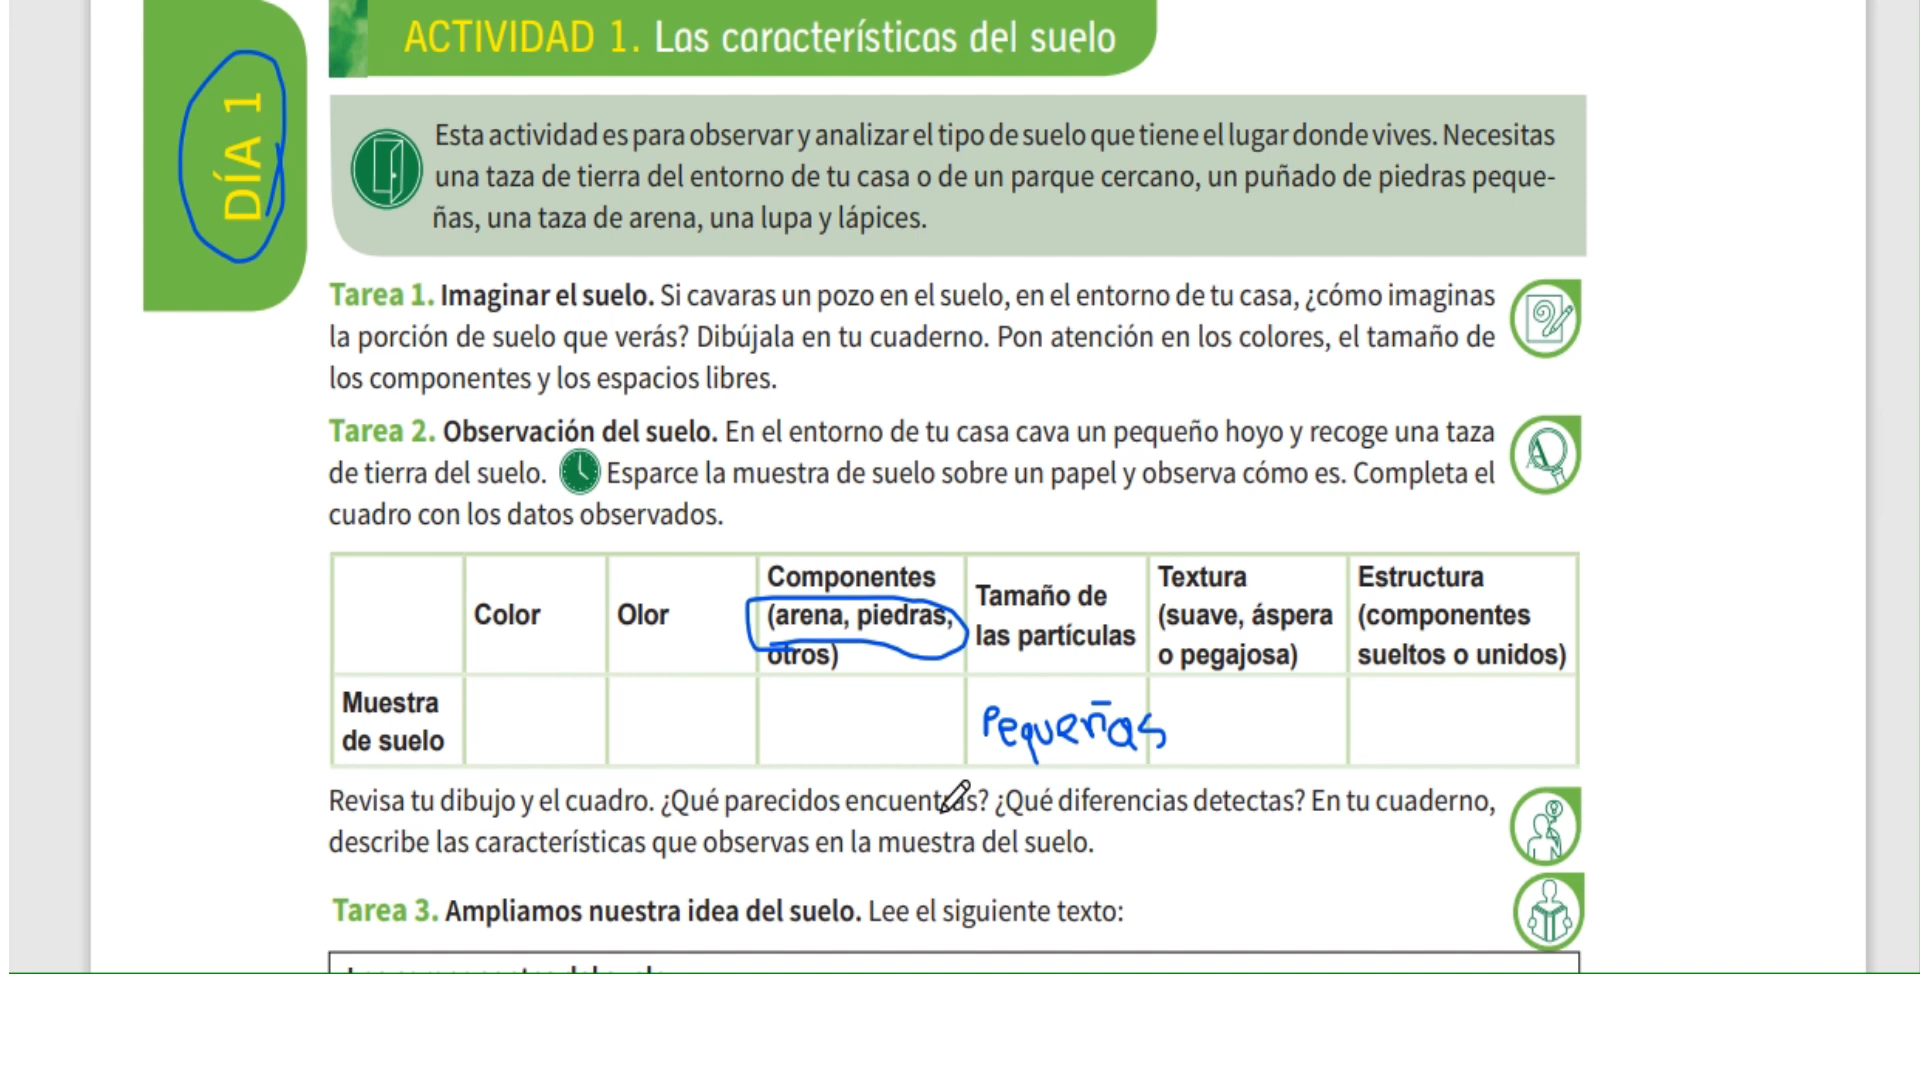 DÍA 1
ACTIVIDAD 1. Las características del suelo
Esta actividad es para observar y analizar el tipo de suelo que tiene el lugar donde vives. Necesitas
una taza de tierra del entorno de tu casa o de un parque cercano, un puñado de piedras peque-
ñas, una taza de arena, una lupa y lápices.
Tarea 1. Imaginar el suelo. Si cavaras un pozo en el suelo, en el entorno de tu casa, ¿cómo imaginas
la porción de suelo que verás? Dibújala en tu cuaderno. Pon atención en los colores, el tamaño de
los componentes y los espacios libres.
Tarea 2. Observación del suelo. En el entorno de tu casa cava un pequeño hoyo y recoge una taza
de tierra del suelo. Esparce la muestra de suelo sobre un papel y observa cómo es. Completa el
cuadro con los datos observados.
Color
Olor
Componentes
(arena, piedras,
otros)
Tamaño de
las partículas
Textura
(suave, áspera
o pegajosa)
Estructura
(componentes
sueltos o unidos)
Muestra
de suelo
Pequeñas
Revisa tu dibujo y el cuadro. ¿Qué parecidos encuentras? ¿Qué diferencias detectas? En tu cuaderno,
describe las características que observas en la muestra del suelo.
Tarea 3. Ampliamos nuestra idea del suelo. Lee el siguiente texto: